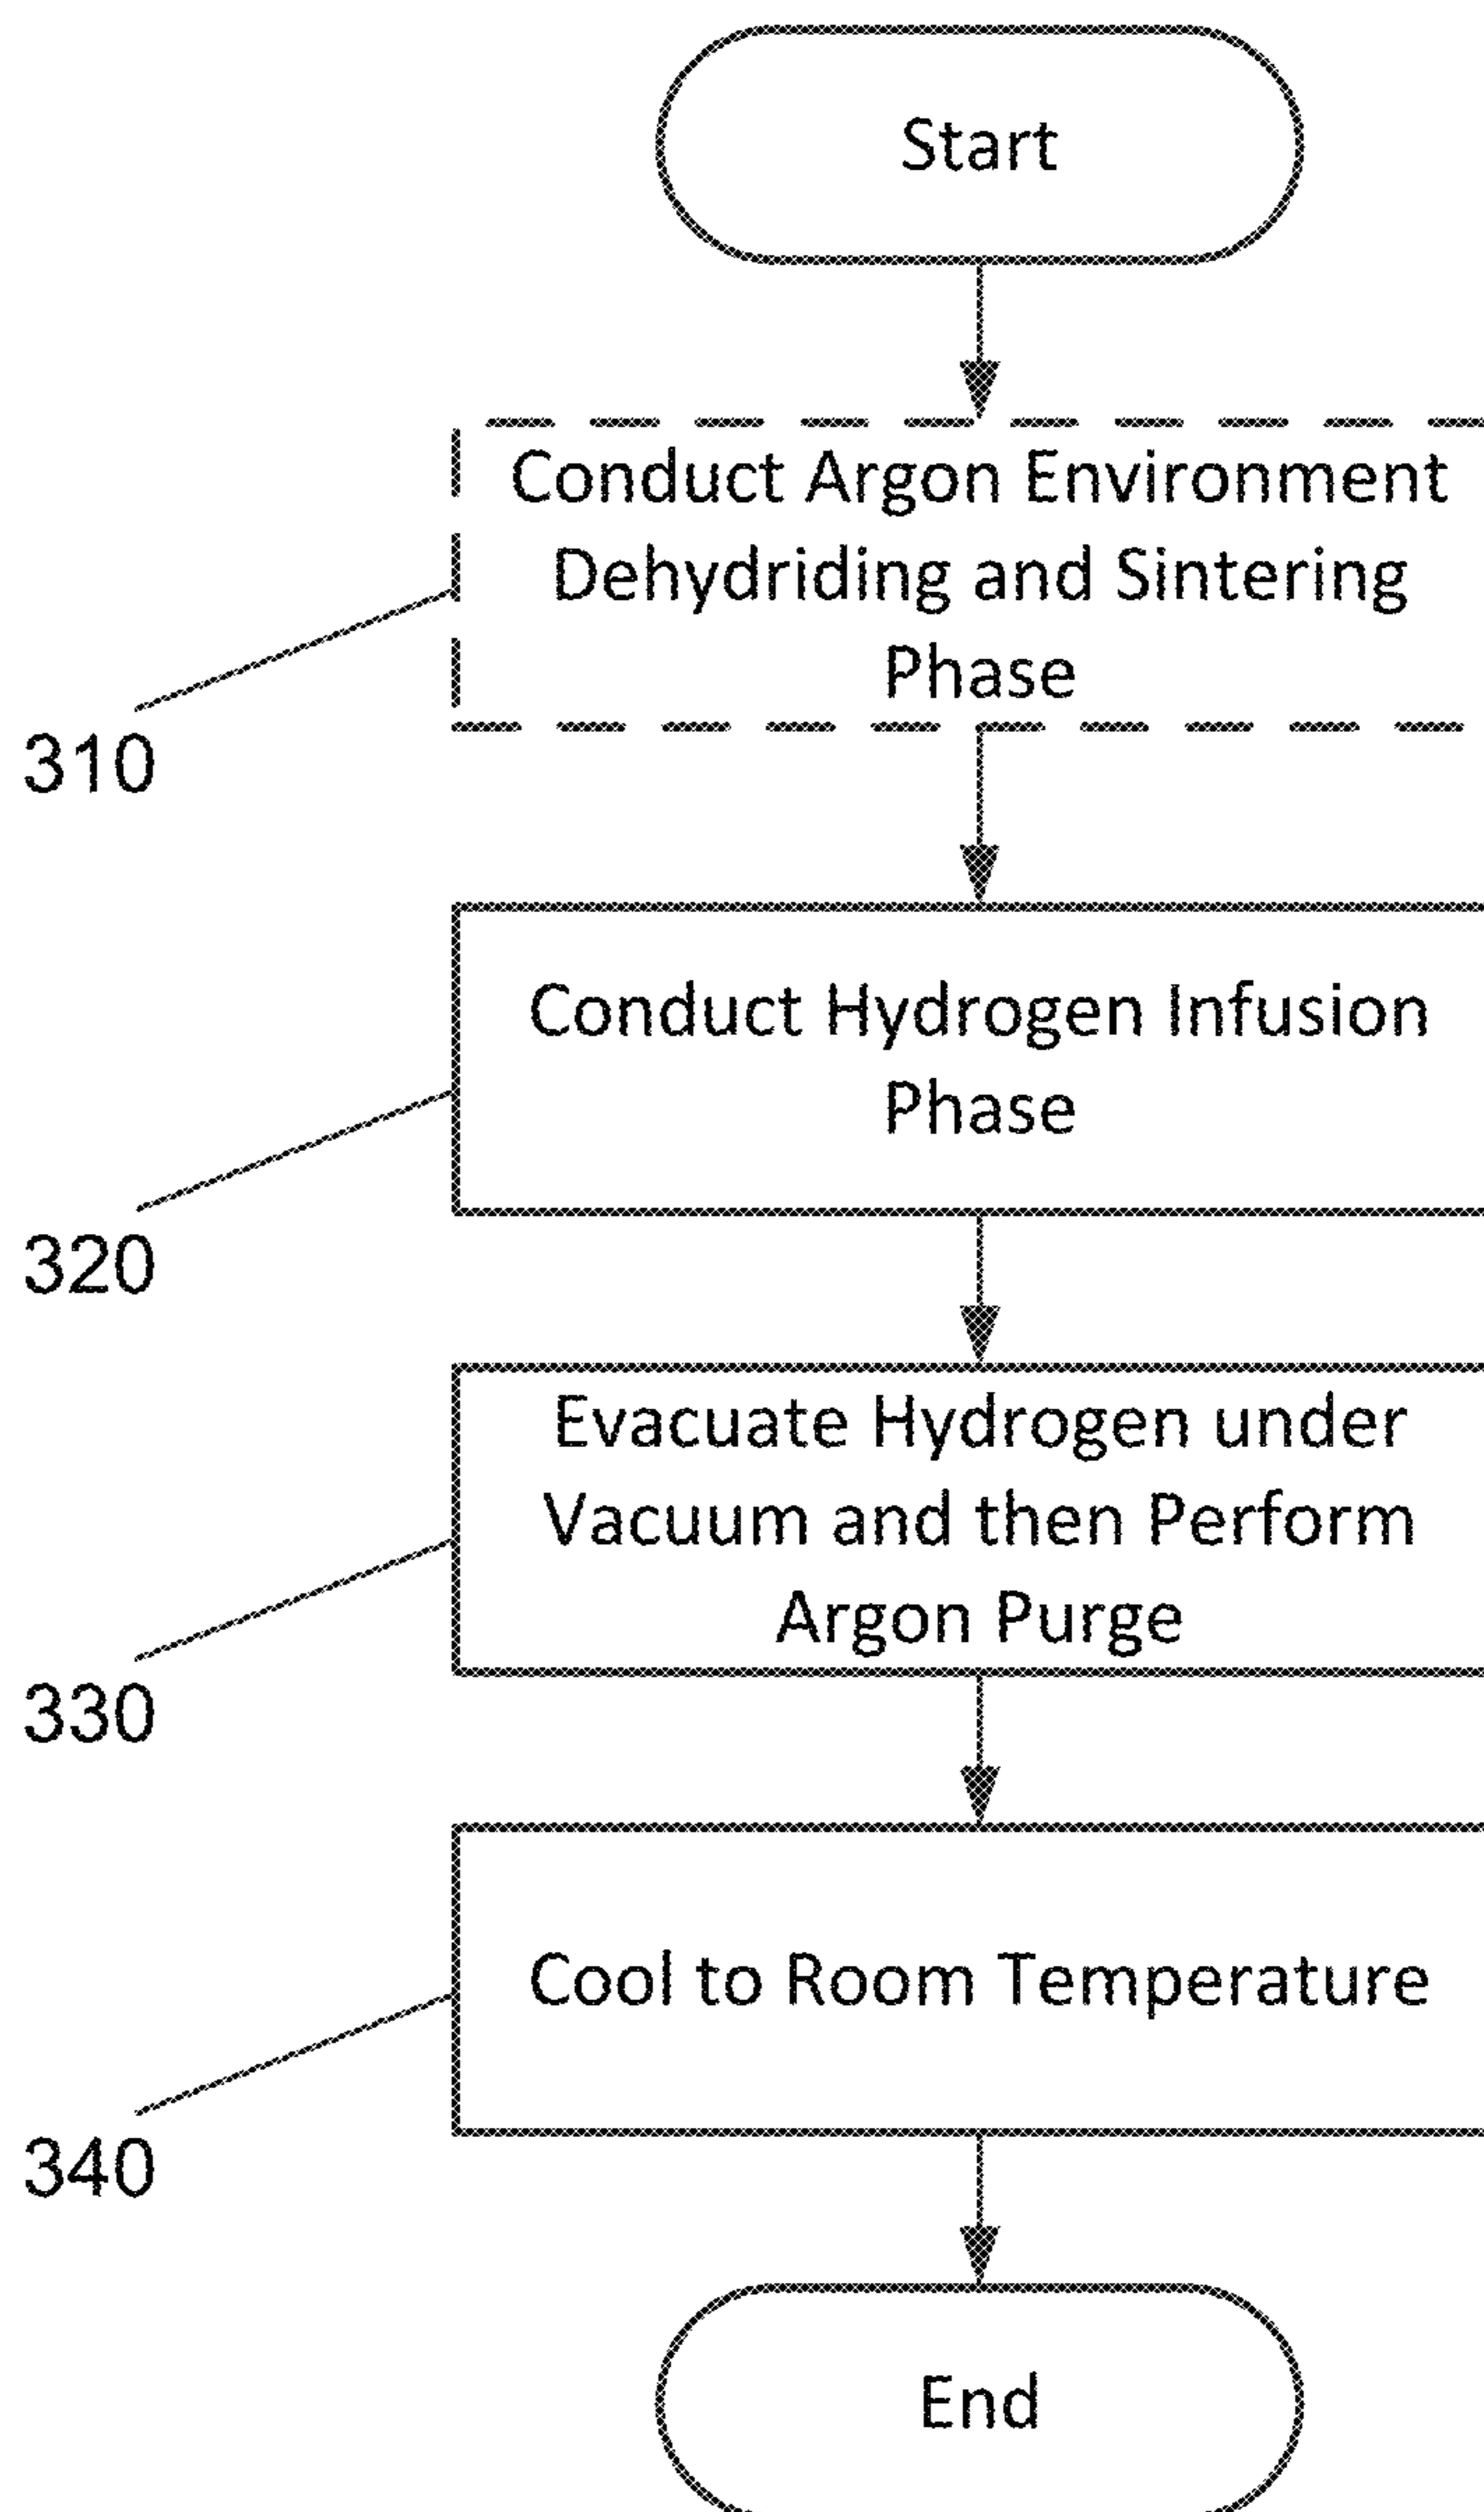 Start
Conduct Argon Environment
Dehydriding and Sintering
Phase
310
Conduct Hydrogen Infusion
Phase
320
Evacuate Hydrogen under
Vacuum and then Perform
Argon Purge
330
Cool to Room Temperature
340
End